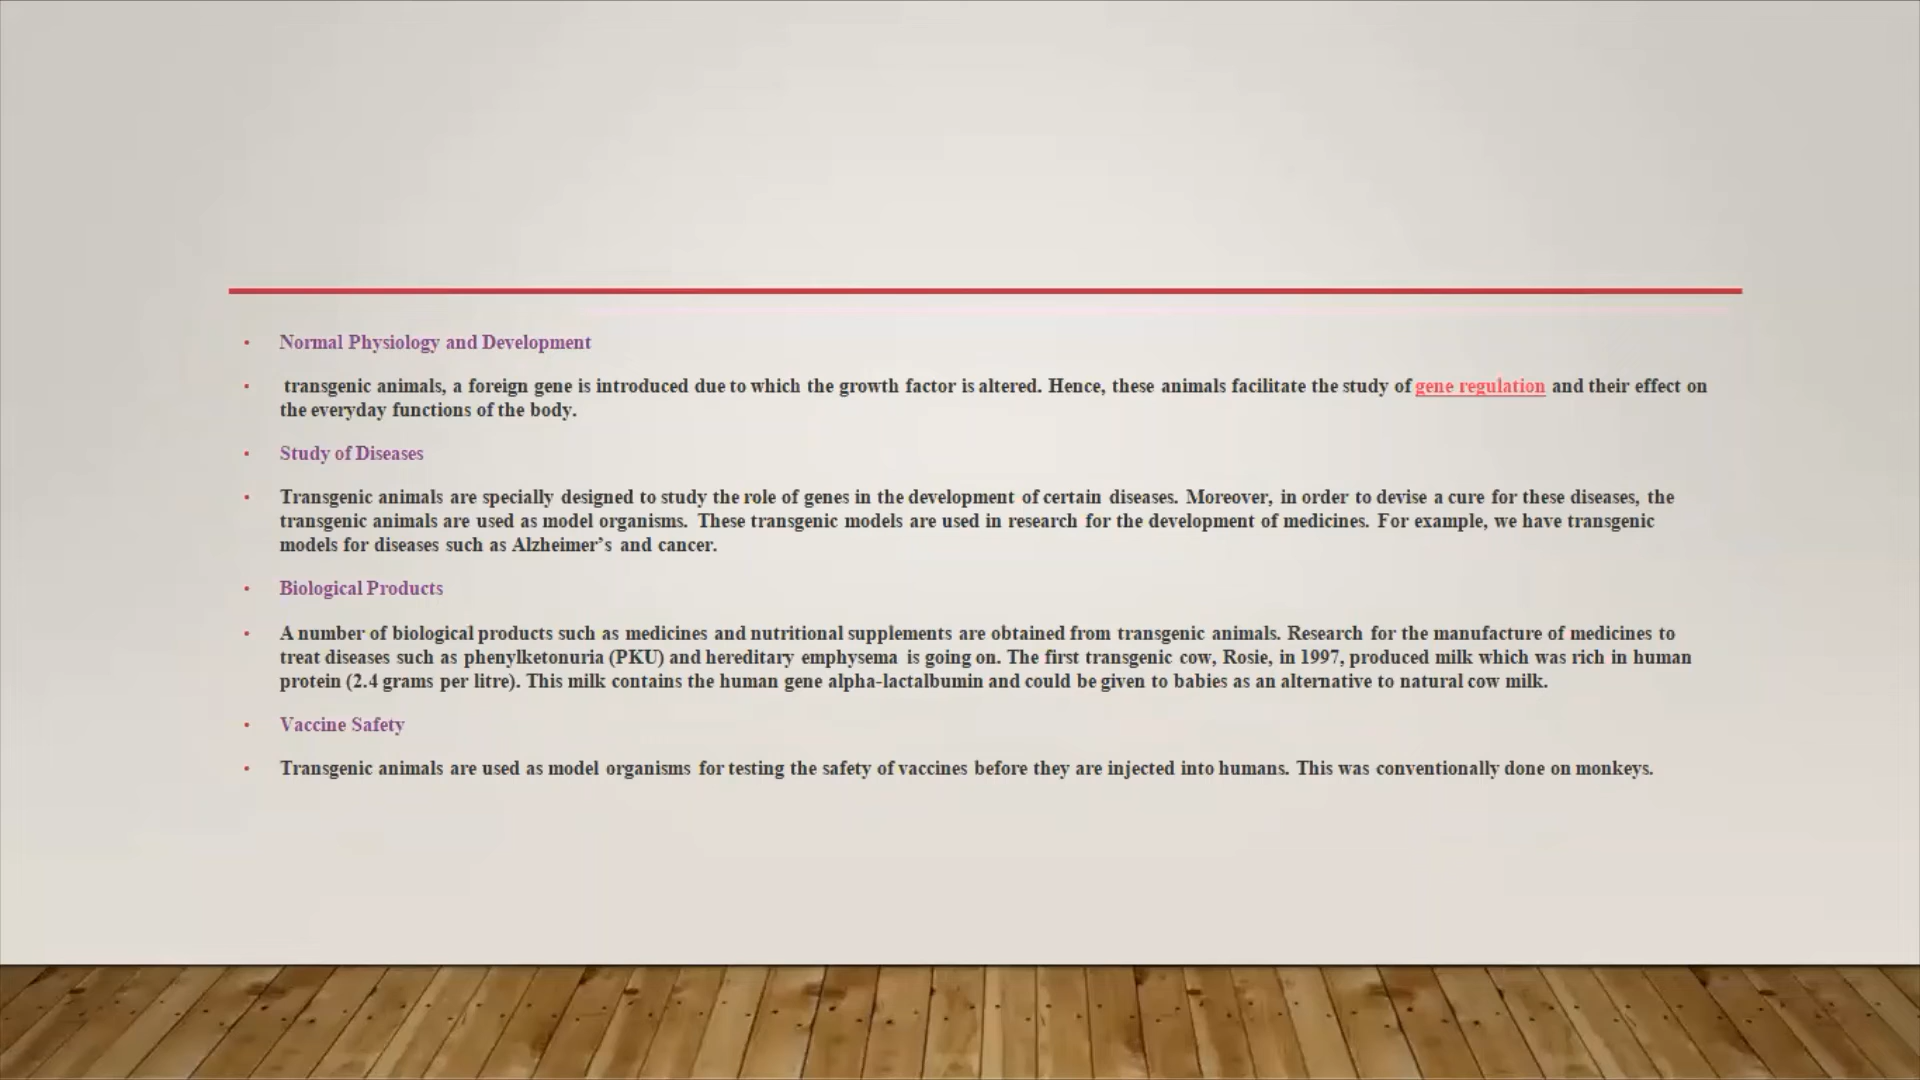 • Normal Physiology and Development
• transgenic animals, a foreign gene is introduced due to which the growth factor is altered. Hence, these animals facilitate the study of gene regulation and their effect on
the everyday functions of the body.
• Study of Diseases
• Transgenic animals are specially designed to study the role of genes in the development of certain diseases. Moreover, in order to devise a cure for these diseases, the
transgenic animals are used as model organisms. These transgenic models are used in research for the development of medicines. For example, we have transgenic
models for diseases such as Alzheimer’s and cancer.
• Biological Products
• A number of biological products such as medicines and nutritional supplements are obtained from transgenic animals. Research for the manufacture of medicines to
treat diseases such as phenylketonuria (PKU) and hereditary emphysema is going on. The first transgenic cow, Rosie, in 1997, produced milk which was rich in human
protein (2.4 grams per litre). This milk contains the human gene alpha-lactalbumin and could be given to babies as an alternative to natural cow milk.
• Vaccine Safety
• Transgenic animals are used as model organisms for testing the safety of vaccines before they are injected into humans. This was conventionally done on monkeys.